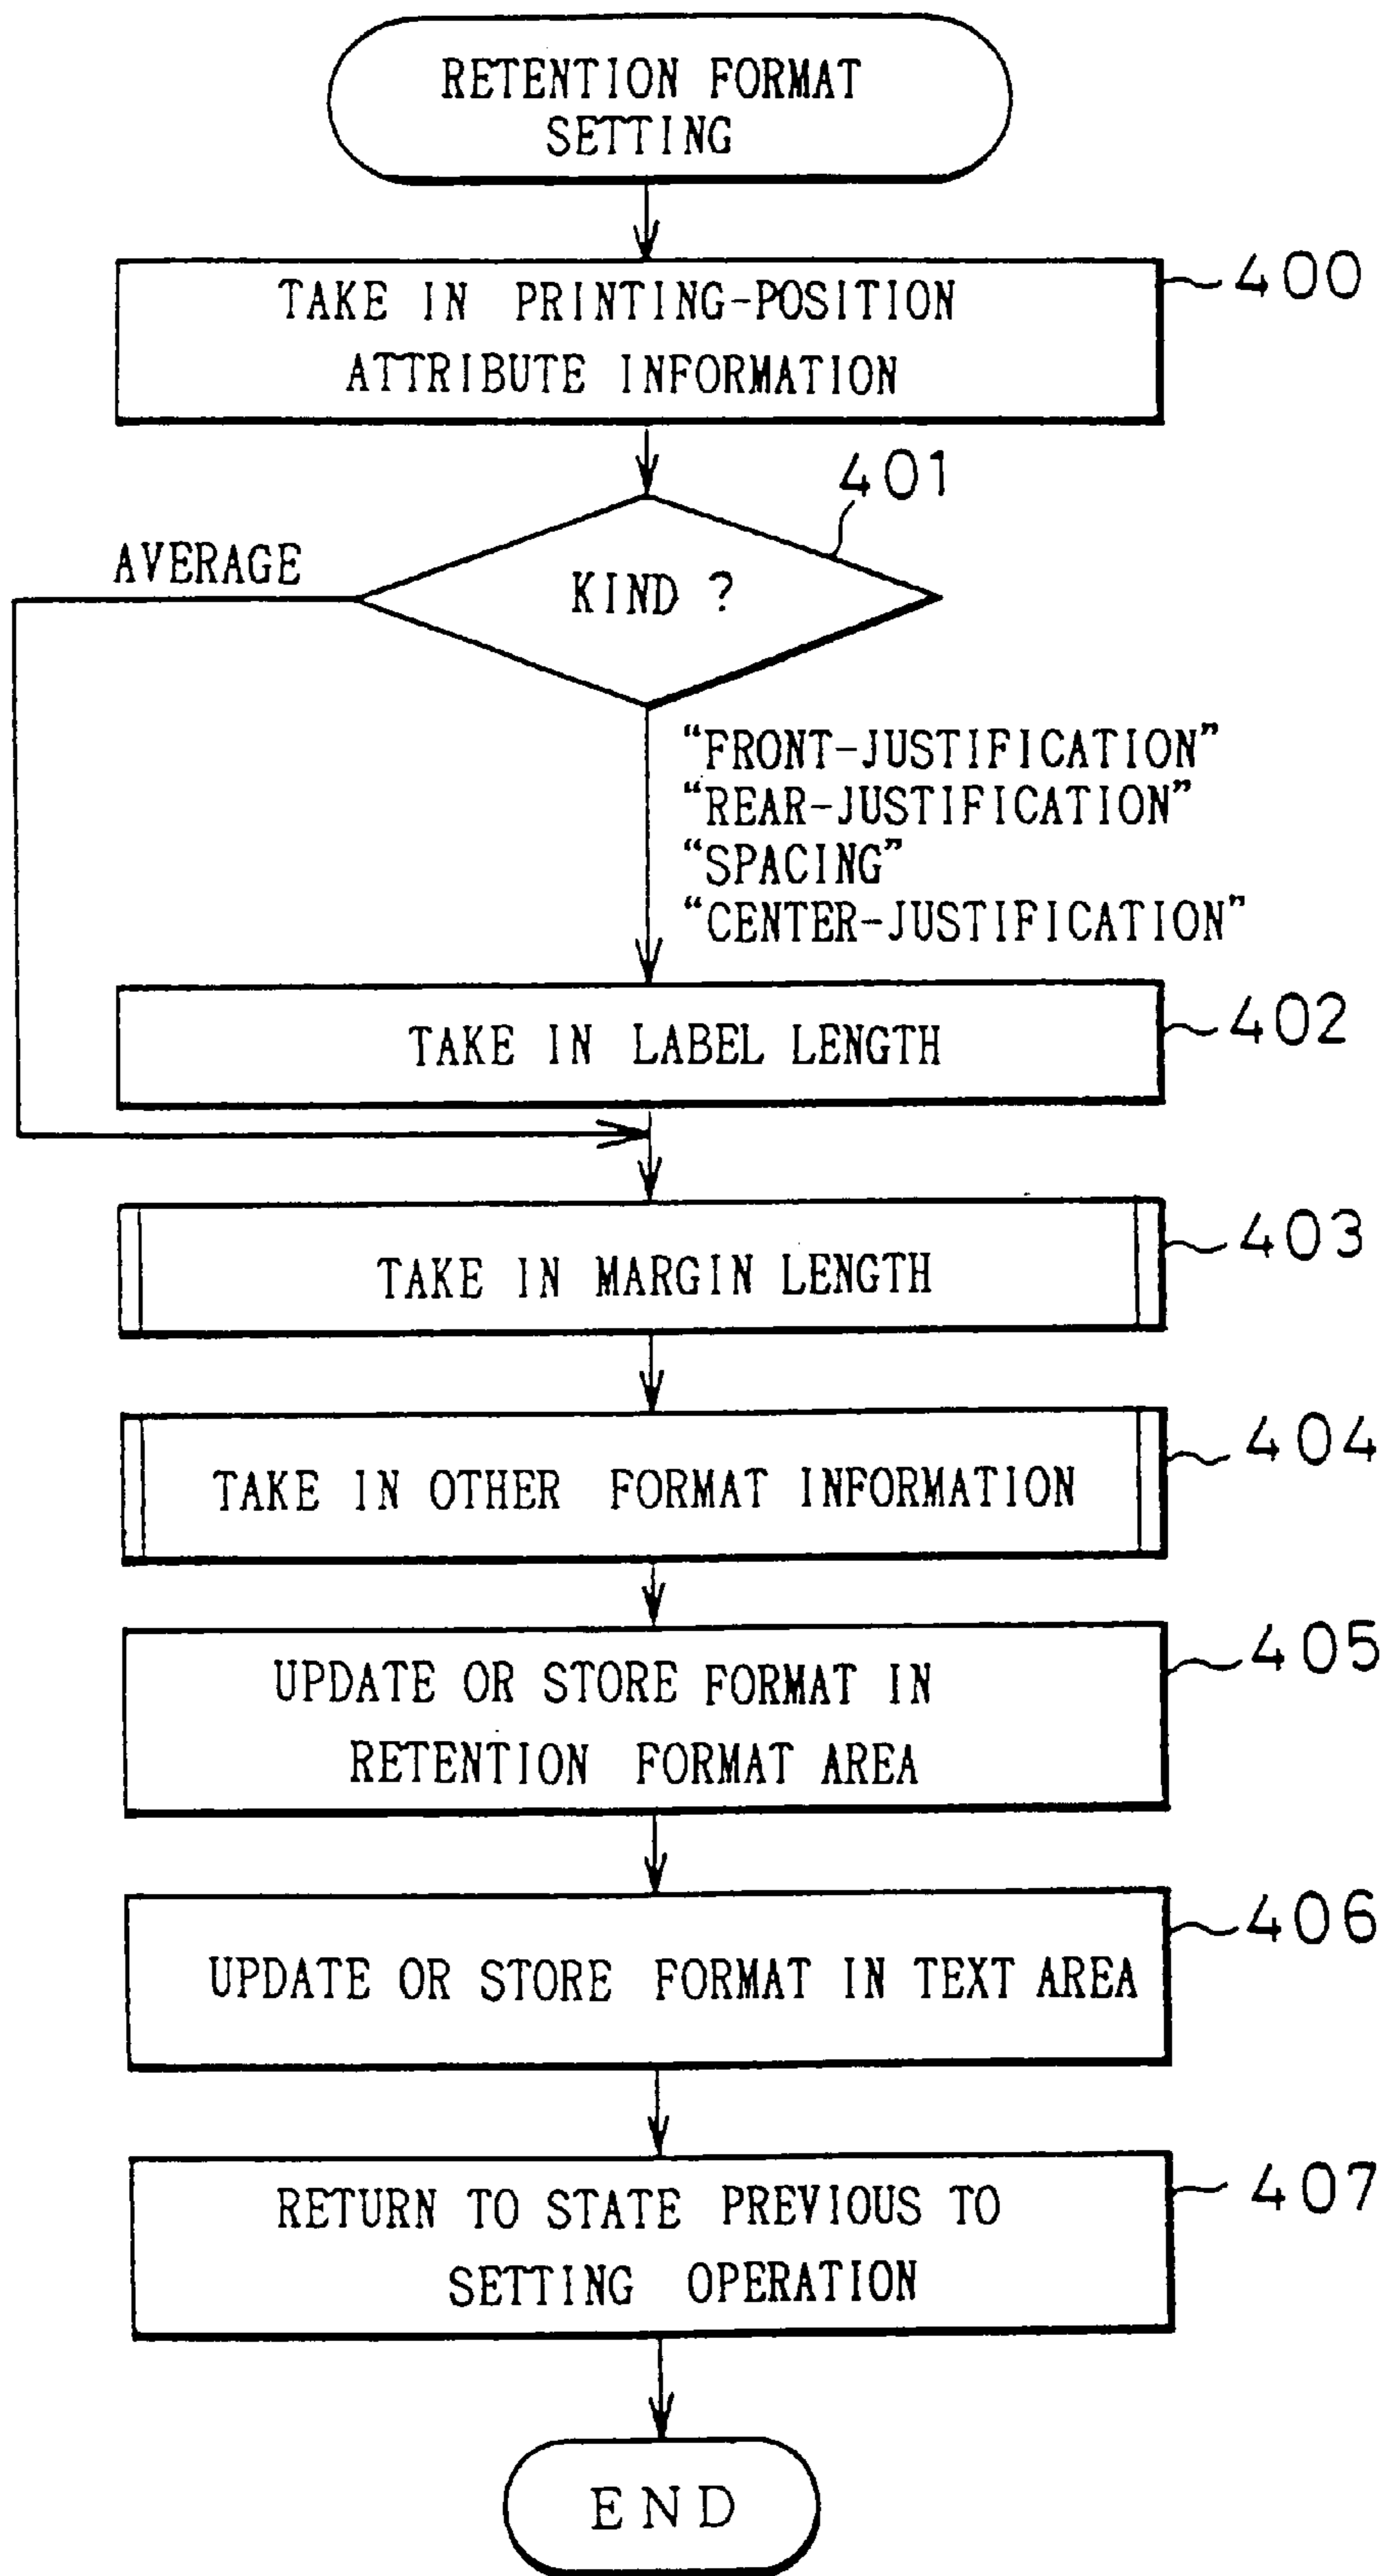 RETENTION FORMAT
SETTING
TAKE IN PRINTING-POSITION
ATTRIBUTE INFORMATION
400
401
AVERAGE
KIND ?
“FRONT-JUSTIFICATION”
“REAR-JUSTIFICATION”
“SPACING”
“CENTER-JUSTIFICATION”
TAKE IN LABEL LENGTH
402
TAKE IN MARGIN LENGTH
403
TAKE IN OTHER FORMAT INFORMATION
404
UPDATE OR STORE FORMAT IN
RETENTION FORMAT AREA
405
UPDATE OR STORE FORMAT IN TEXT AREA
406
RETURN TO STATE PREVIOUS TO
SETTING OPERATION
407
END